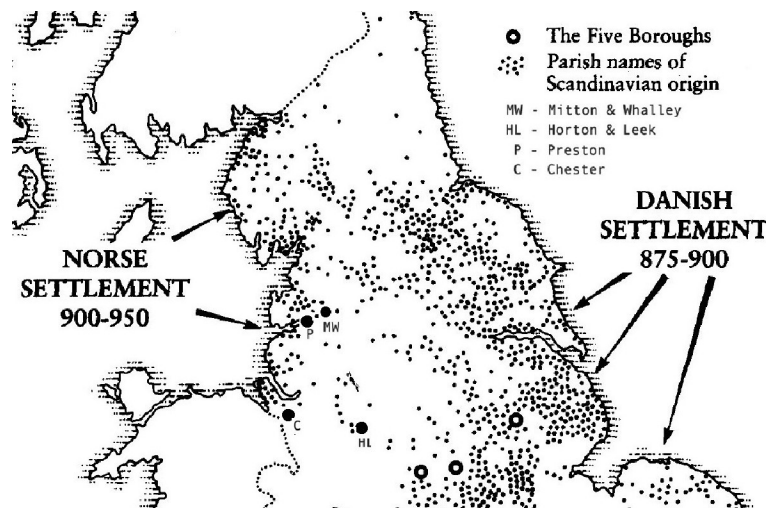 The Five Boroughs
Parish names of
Scandinavian origin
MW - Mitton & Whalley
HL - Horton & Leek
P - Preston
C - Chester
DANISH
SETTLEMENT
875-900
NORSE
SETTLEMENT
900-950
P
MW
C
HL